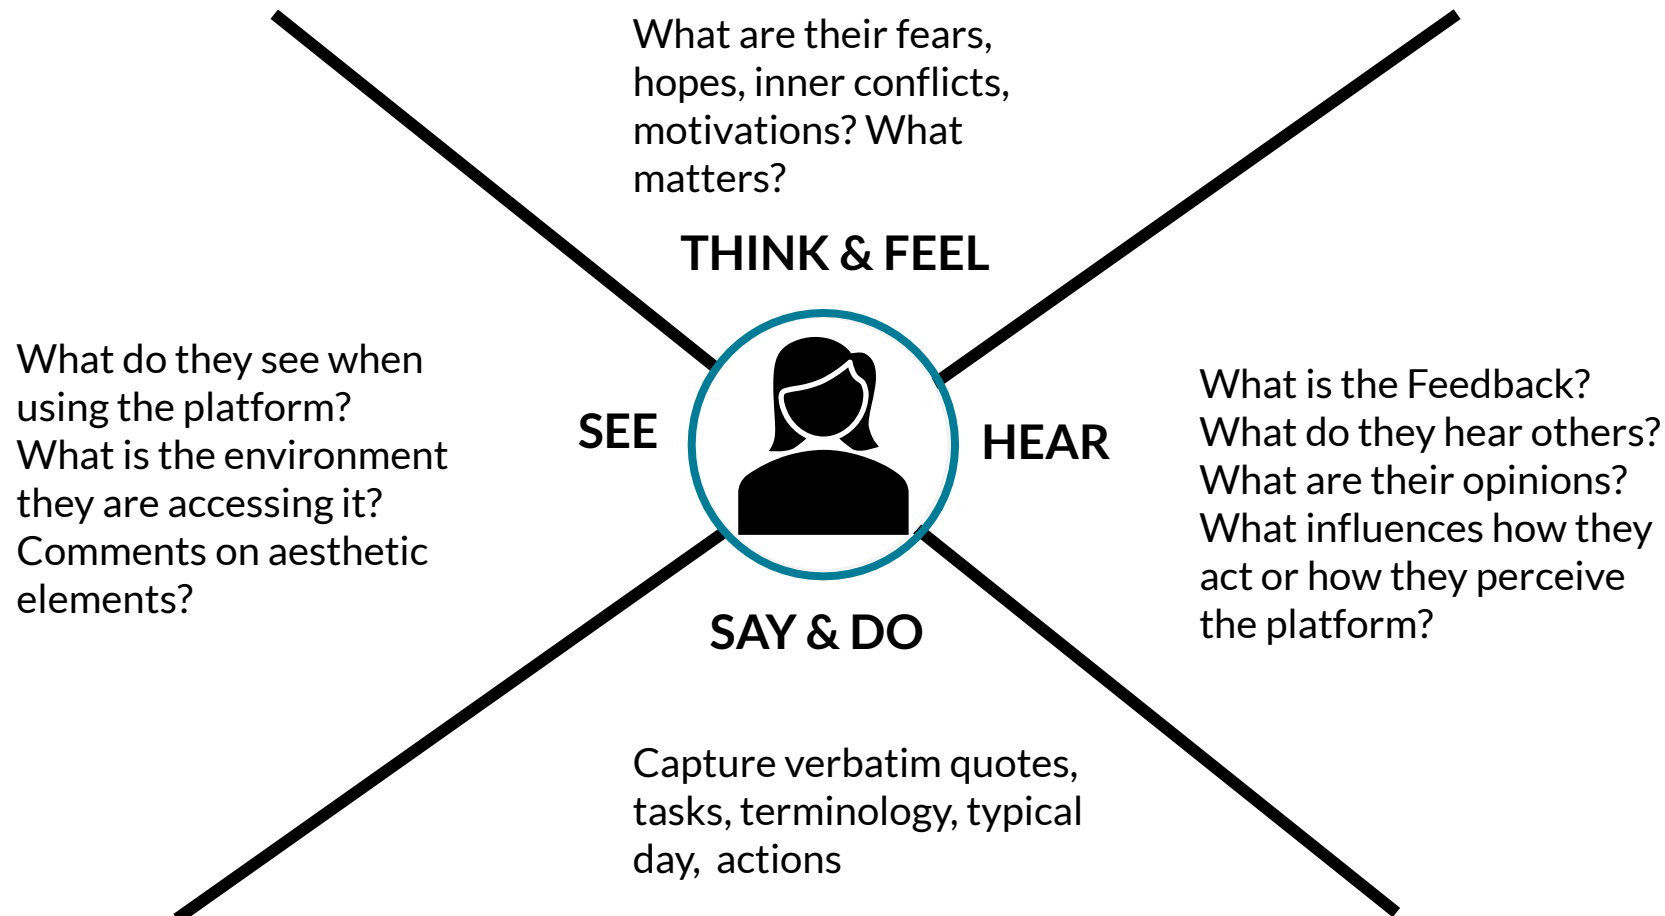 What are their fears,
hopes, inner conflicts,
motivations? What
matters?
THINK & FEEL
What do they see when
using the platform?
What is the environment
they are accessing it?
Comments on aesthetic
elements?
SEE
HEAR
What is the Feedback?
What do they hear others?
What are their opinions?
What influences how they
act or how they perceive
the platform?
SAY & DO
Capture verbatim quotes,
tasks, terminology, typical
day,  actions